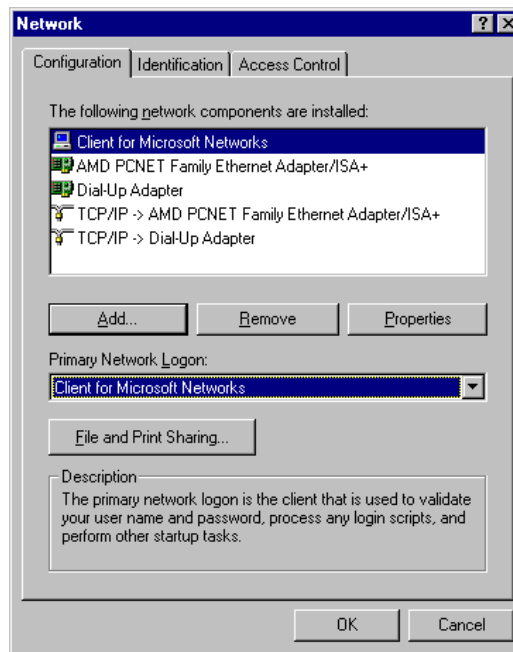 Network
Configuration Identification Access Control
The following network components are installed:
Client for Microsoft Networks
AMD PCNET Family Ethernet Adapter/ISA+
Dial-Up Adapter
TCP/IP -> AMD PCNET Family Ethernet Adapter/ISA+
TCP/IP -> Dial-Up Adapter
Add... Remove Properties
Primary Network Logon:
Client for Microsoft Networks
File and Print Sharing...
Description
The primary network logon is the client that is used to validate
your user name and password, process any login scripts, and
perform other startup tasks.
OK Cancel